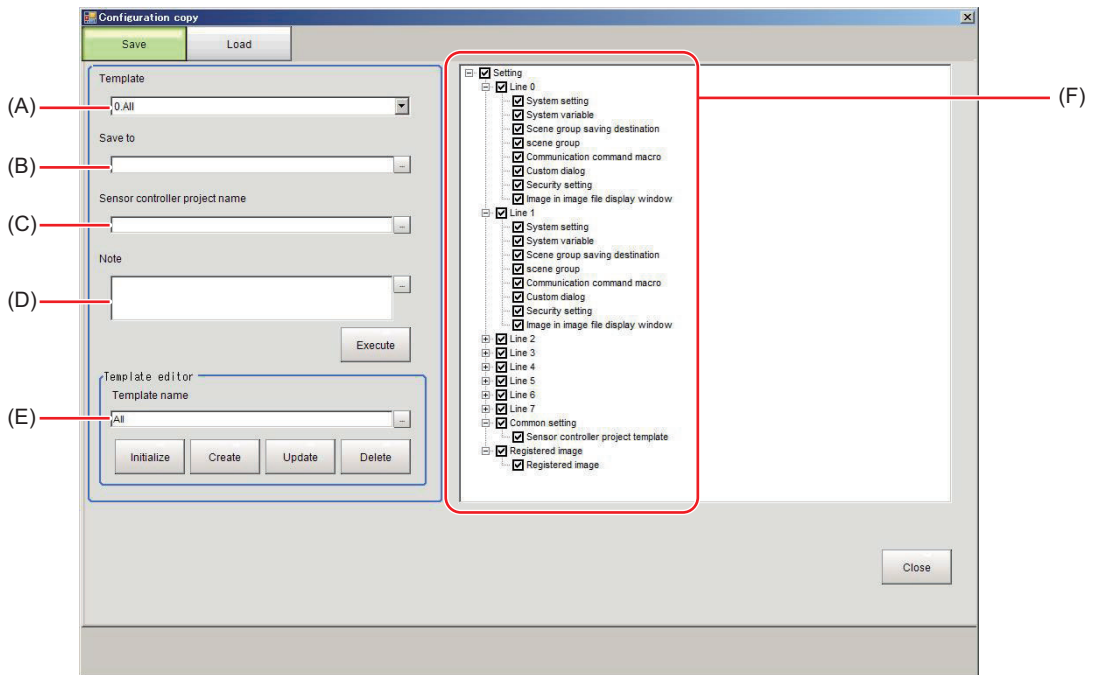 Configuration copy
Save
Load
Template
(A)
0.All
Save to
(B)
...
Sensor controller project name
(C)
...
Note
(D)
...
Execute
Template editor
Template name
(E)
All
...
Initialize
Create
Update
Delete
Setting
Line 0
System setting
System variable
Scene group saving destination
scene group
Communication command macro
Custom dialog
Security setting
Image in image file display window
Line 1
System setting
System variable
Scene group saving destination
scene group
Communication command macro
Custom dialog
Security setting
Image in image file display window
Line 2
Line 3
Line 4
Line 5
Line 6
Line 7
Common setting
Sensor controller project template
Registered image
Registered image
(F)
Close